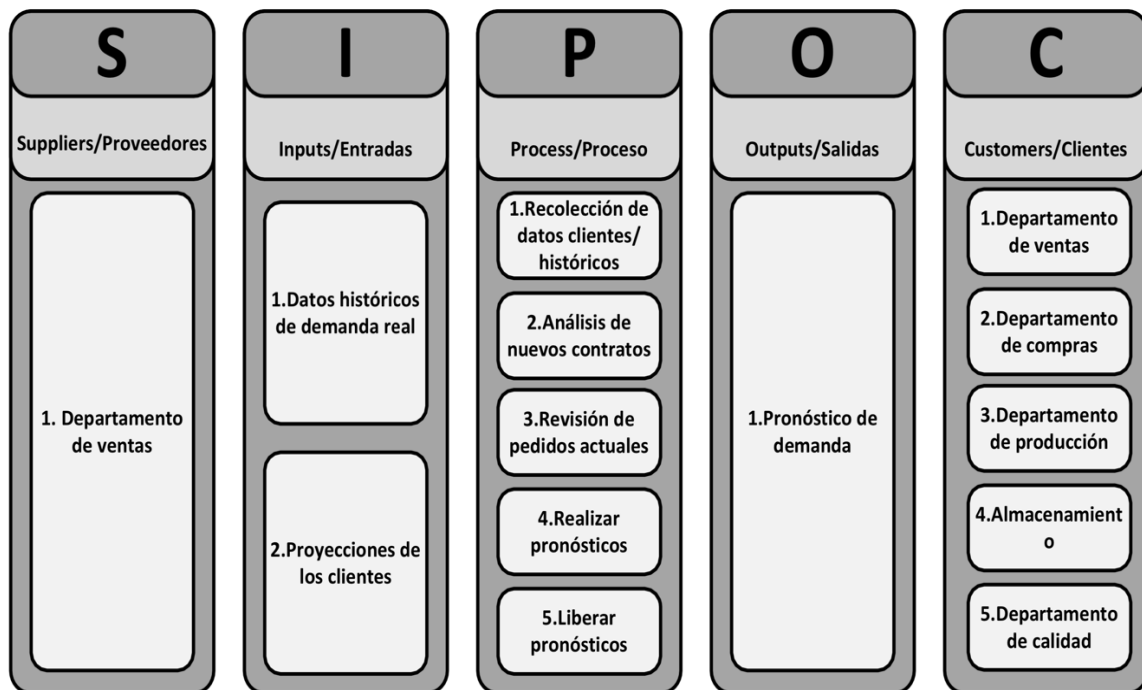 S
Suppliers/Proveedores
1. Departamento
de ventas
I
Inputs/Entradas
1.Datos históricos
de demanda real
2.Proyecciones de
los clientes
P
Process/Proceso
1.Recolección de
datos clientes/
históricos
2.Análisis de
nuevos contratos
3.Revisión de
pedidos actuales
4.Realizar
pronósticos
5.Liberar
pronósticos
O
Outputs/Salidas
1.Pronóstico de
demanda
C
Customers/Clientes
1.Departamento
de ventas
2.Departamento
de compras
3.Departamento
de producción
4.Almacenamient
o
5.Departamento
de calidad